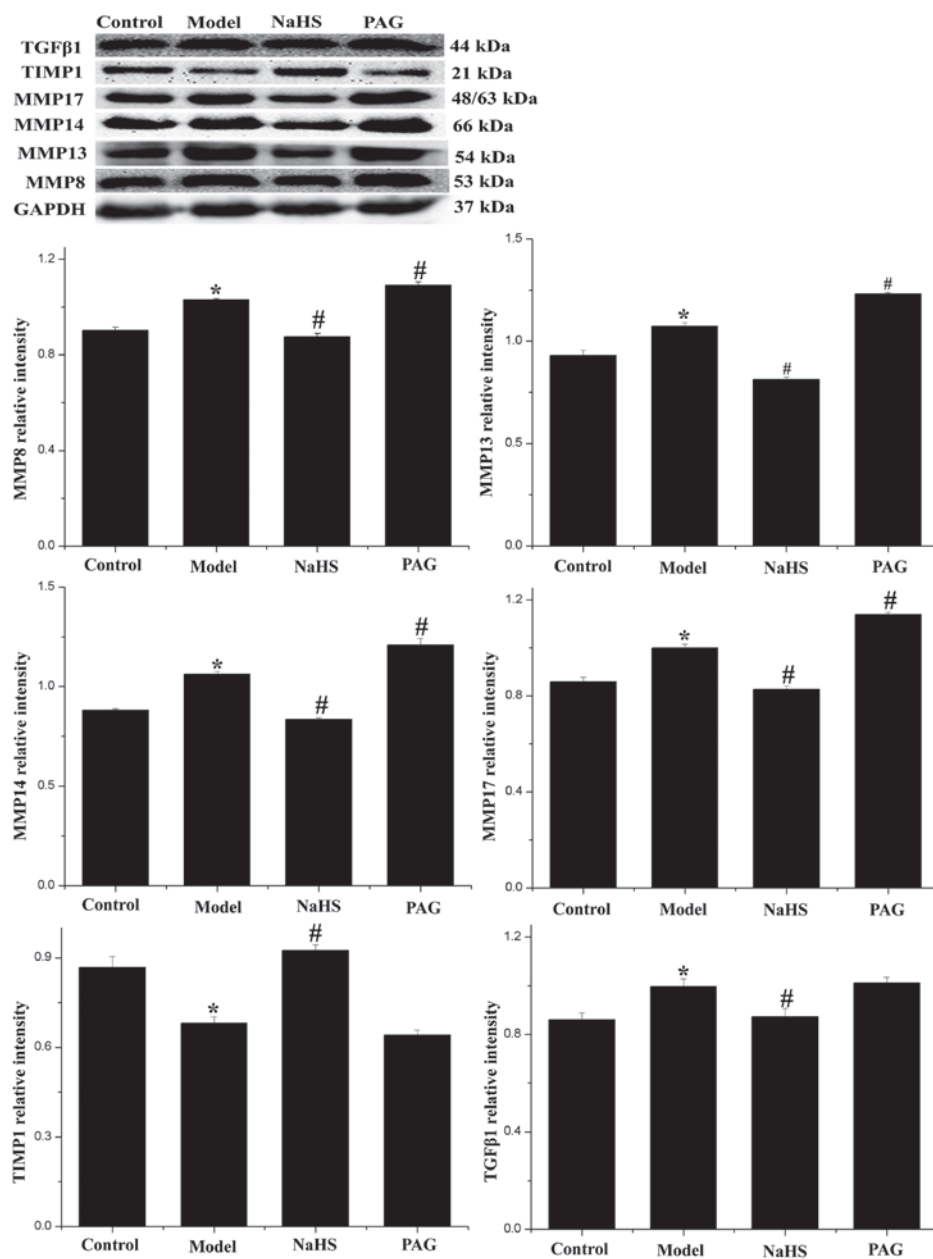 Control Model NaHS PAG
TGFβ1 44 kDa
TIMP1 21 kDa
MMP17 48/63 kDa
MMP14 66 kDa
MMP13 54 kDa
MMP8 53 kDa
GAPDH 37 kDa
MMP8 relative intensity
1.2
0.8
0.4
0.0
*
#
#
Control Model NaHS PAG
MMP13 relative intensity
1.5
1.0
0.5
0.0
*
#
#
Control Model NaHS PAG
MMP14 relative intensity
1.5
1.0
0.5
0.0
*
#
#
Control Model NaHS PAG
MMP17 relative intensity
1.2
0.8
0.4
0.0
*
#
#
Control Model NaHS PAG
TIMP1 relative intensity
0.9
0.6
0.3
0.0
*
#
Control Model NaHS PAG
TGFβ1 relative intensity
1.2
0.8
0.4
0.0
*
#
Control Model NaHS PAG